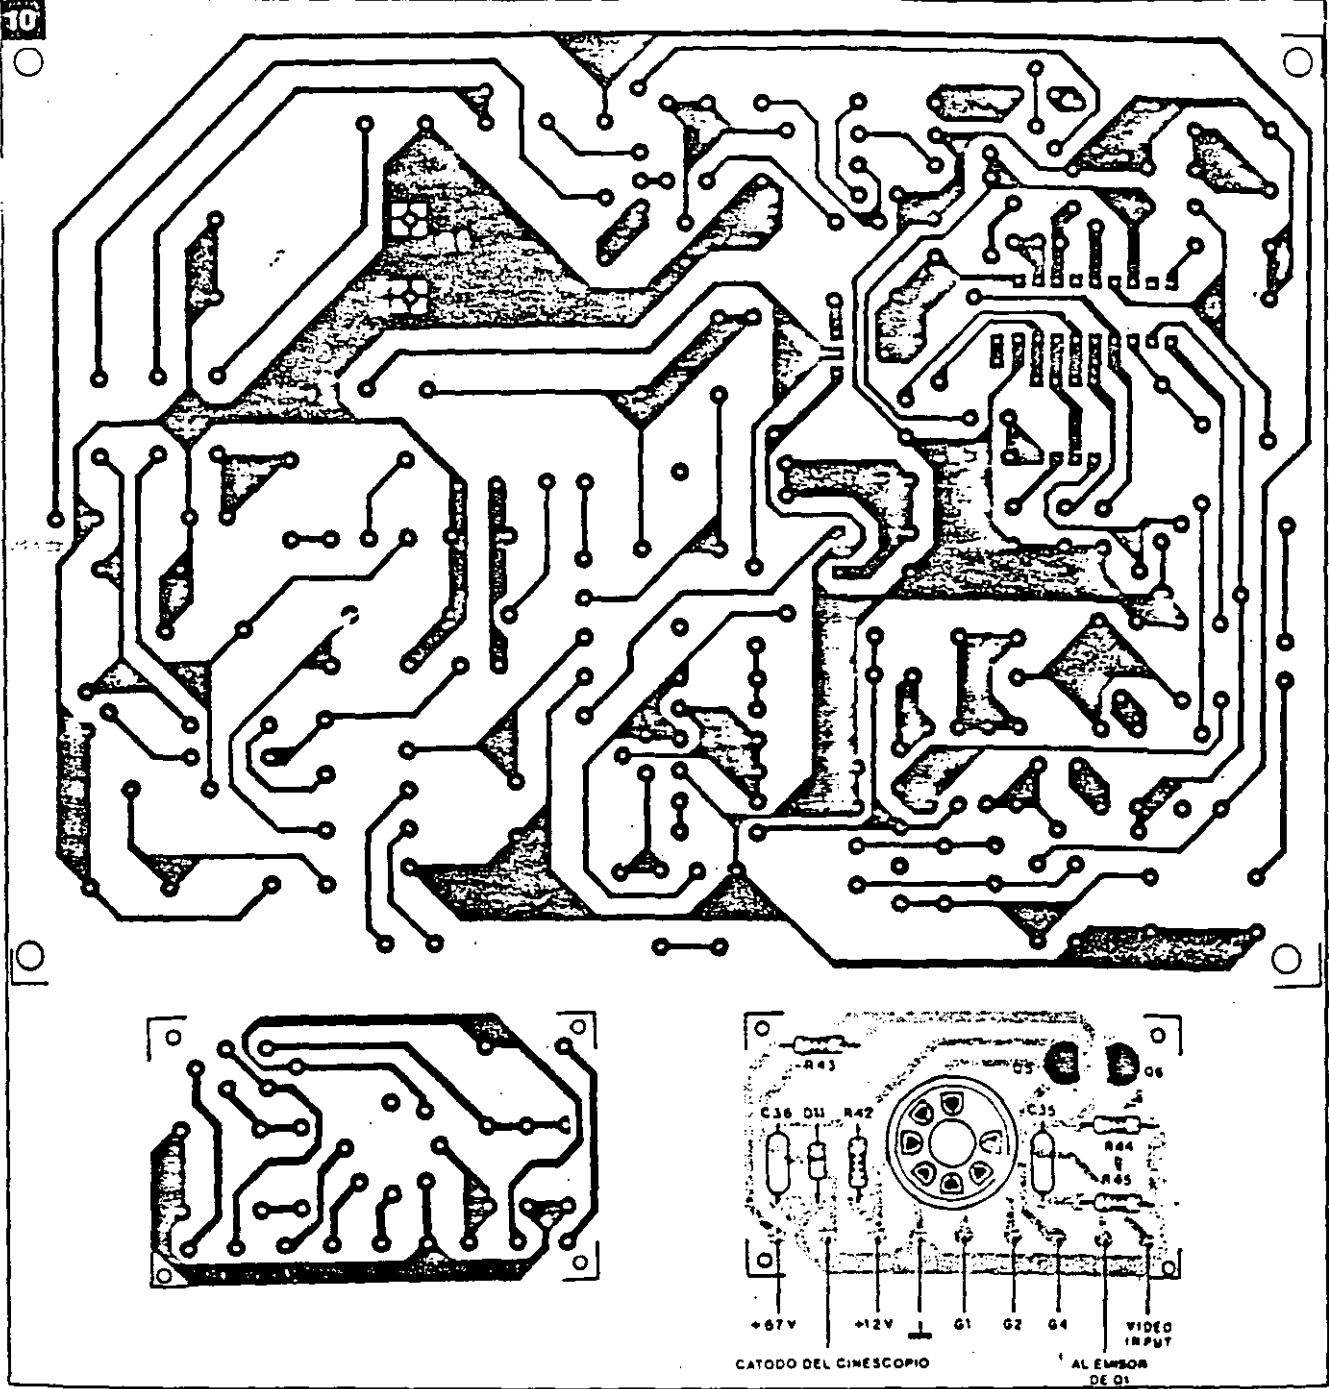 10
R43
Q5
Q6
C36 D11 R42
C35
R44
R45
+67V
+12V
G1
G2
G4
VIDEO
INPUT
CATODO DEL CINESCOPIO
AL EMISOR
DE Q1